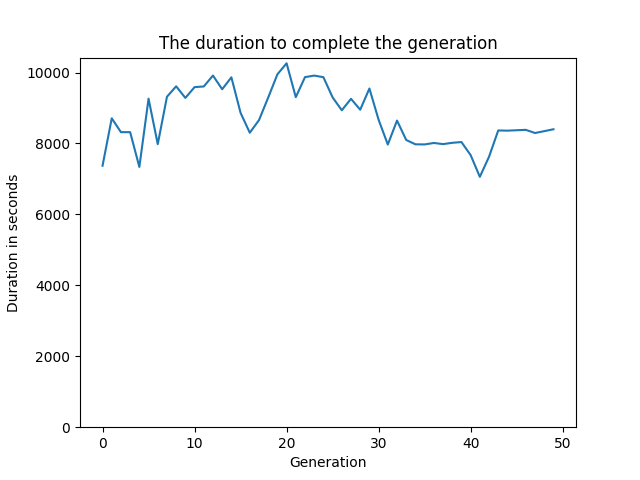 The duration to complete the generation
10000
8000
6000
4000
2000
0
Duration in seconds
0 10 20 30 40 50
Generation